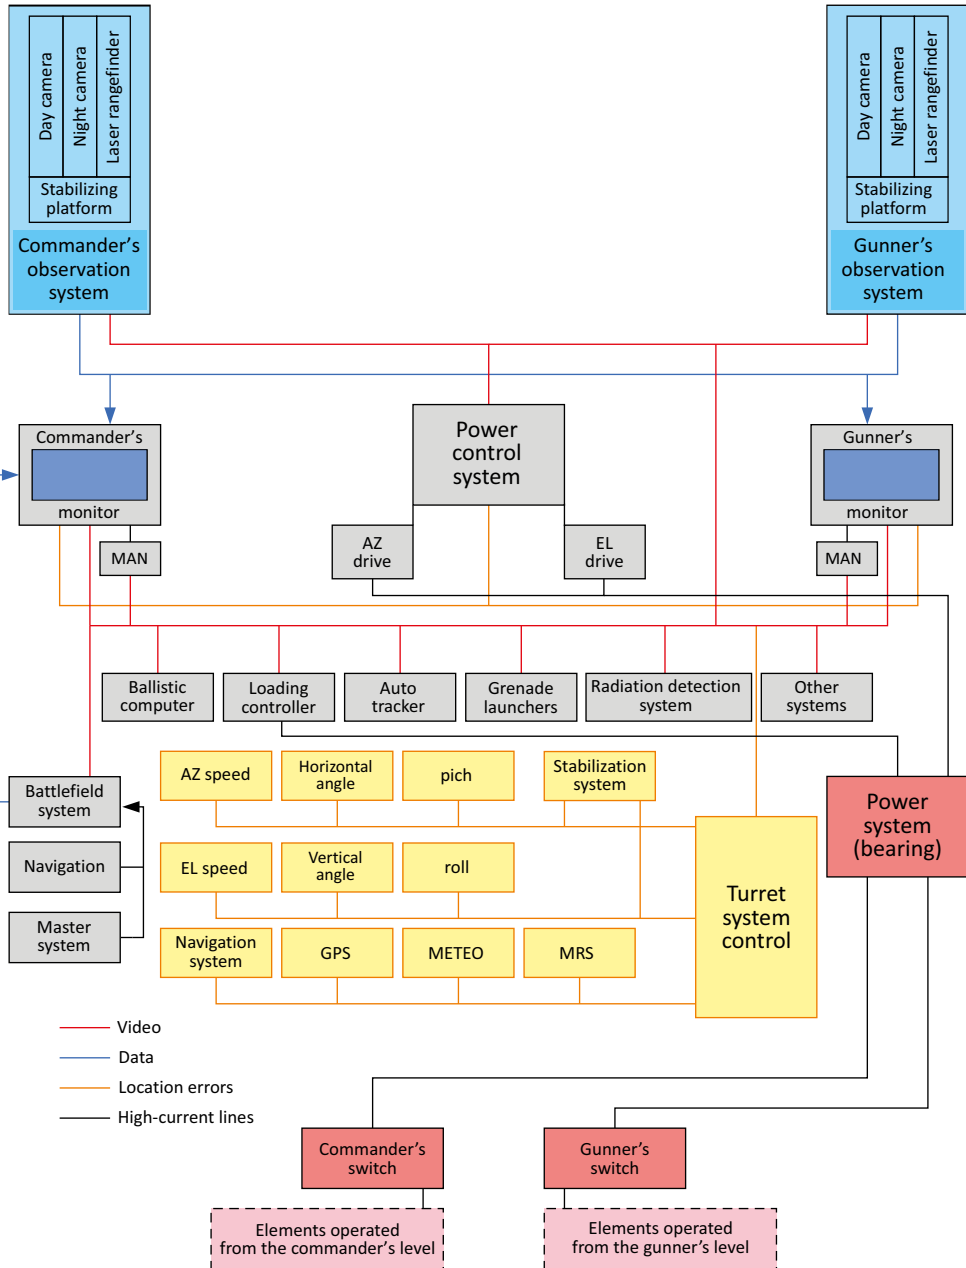 Day camera
Night camera
Laser rangefinder
Stabilizing
platform
Commander's
observation
system
Day camera
Night camera
Laser rangefinder
Stabilizing
platform
Gunner's
observation
system
Commander's
monitor
MAN
Power
control
system
AZ
drive
EL
drive
Gunner's
monitor
MAN
Ballistic
computer
Loading
controller
Auto
tracker
Grenade
launchers
Radiation detection
system
Other
systems
Battlefield
system
Navigation
Master
system
AZ speed
Horizontal
angle
pich
Stabilization
system
EL speed
Vertical
angle
roll
Navigation
system
GPS
METEO
MRS
Turret
system
control
Power
system
(bearing)
Video
Data
Location errors
High-current lines
Commander's
switch
Gunner's
switch
Elements operated
from the commander's level
Elements operated
from the gunner's level